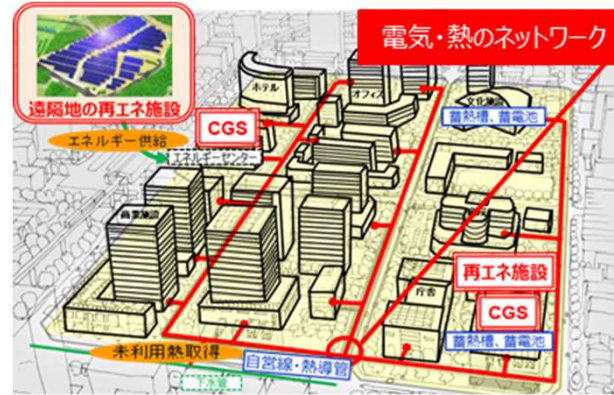 電気・熱のネットワーク
遠隔地の再エネ施設
エネルギー供給
CGS
エネルギーセンター
ホテル
オフィス
文化施設
蓄熱槽、蓄電池
商業施設
再エネ施設
庁舎
CGS
蓄熱槽、蓄電池
未利用熱取得
自営線・熱導管
下水管